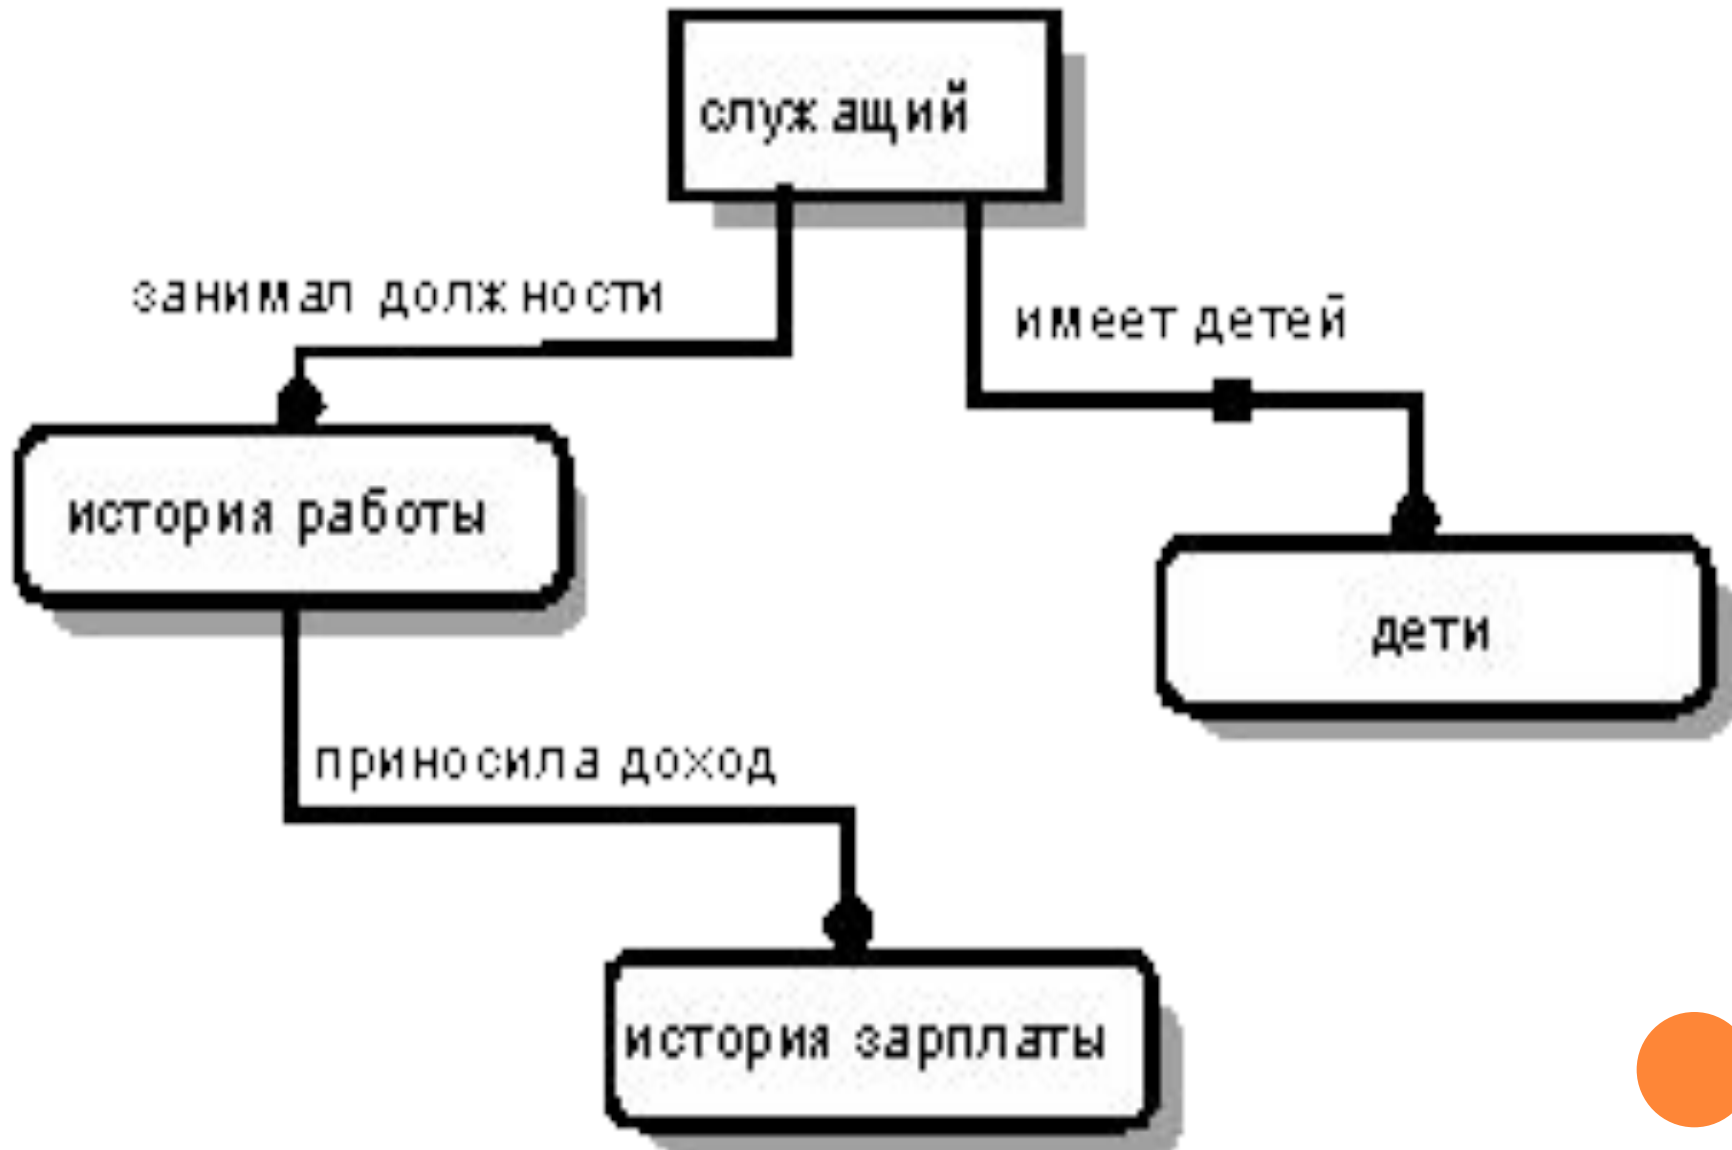 служащий
занимал должности
имеет детей
история работы
дети
приносила доход
история зарплаты